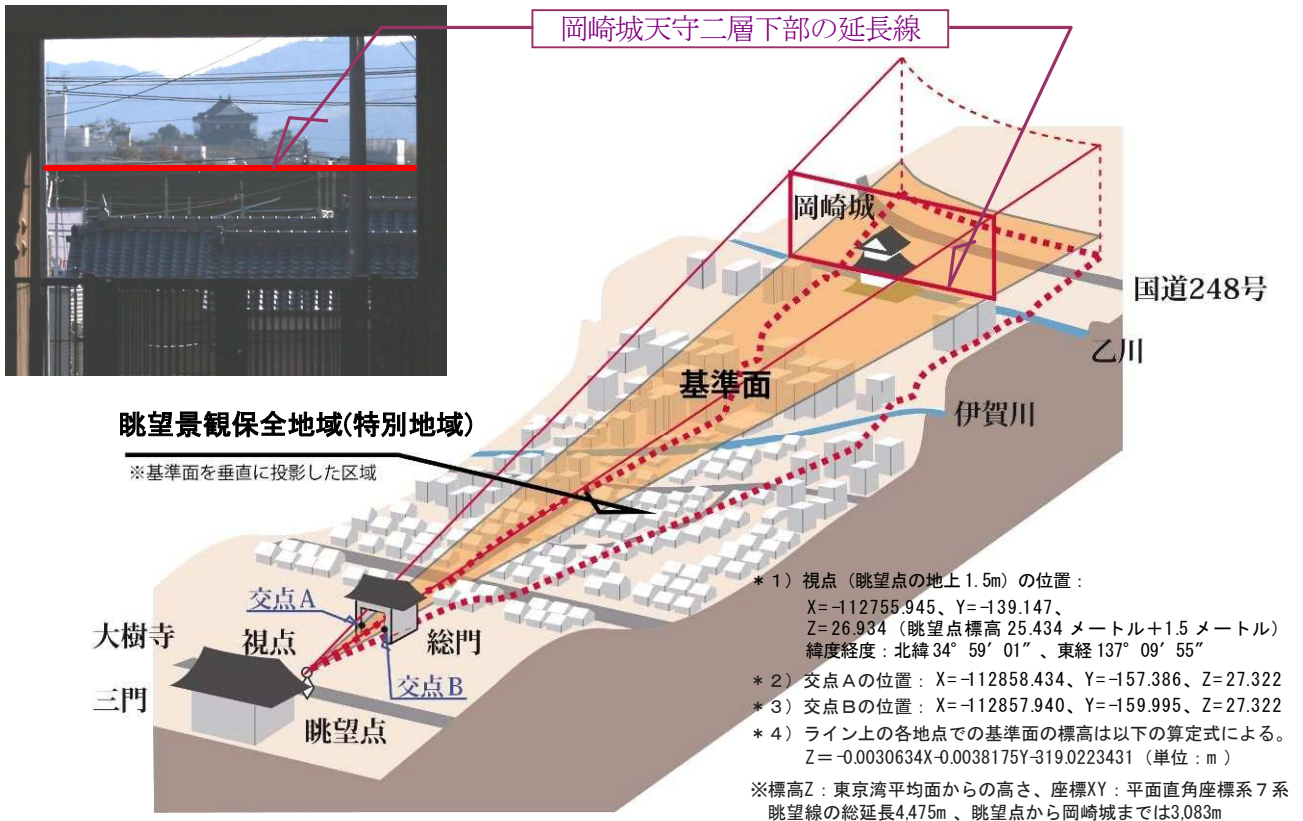 岡崎城天守二層下部の延長線
岡崎城
国道248号
乙川
基準面
伊賀川
眺望景観保全地域(特別地域)
※基準面を垂直に投影した区域
交点A
大樹寺
視点
総門
三門
交点B
眺望点
*1)視点(眺望点の地上1.5m)の位置:
X=-112755.945、Y=-139.147、
Z=26.934(眺望点標高25.434メートル+1.5メートル)
緯度経度:北緯34°59′01″、東経137°09′55″
*2)交点Aの位置:X=-112858.434、Y=-157.386、Z=27.322
*3)交点Bの位置:X=-112857.940、Y=-159.995、Z=27.322
*4)ライン上の各地点での基準面の標高は以下の算定式による。
Z=-0.0030634X-0.0038175Y-319.0223431(単位:m)
※標高Z:東京湾平均面からの高さ、座標XY:平面直角座標系7系
眺望線の総延長4,475m、眺望点から岡崎城までは3,083m